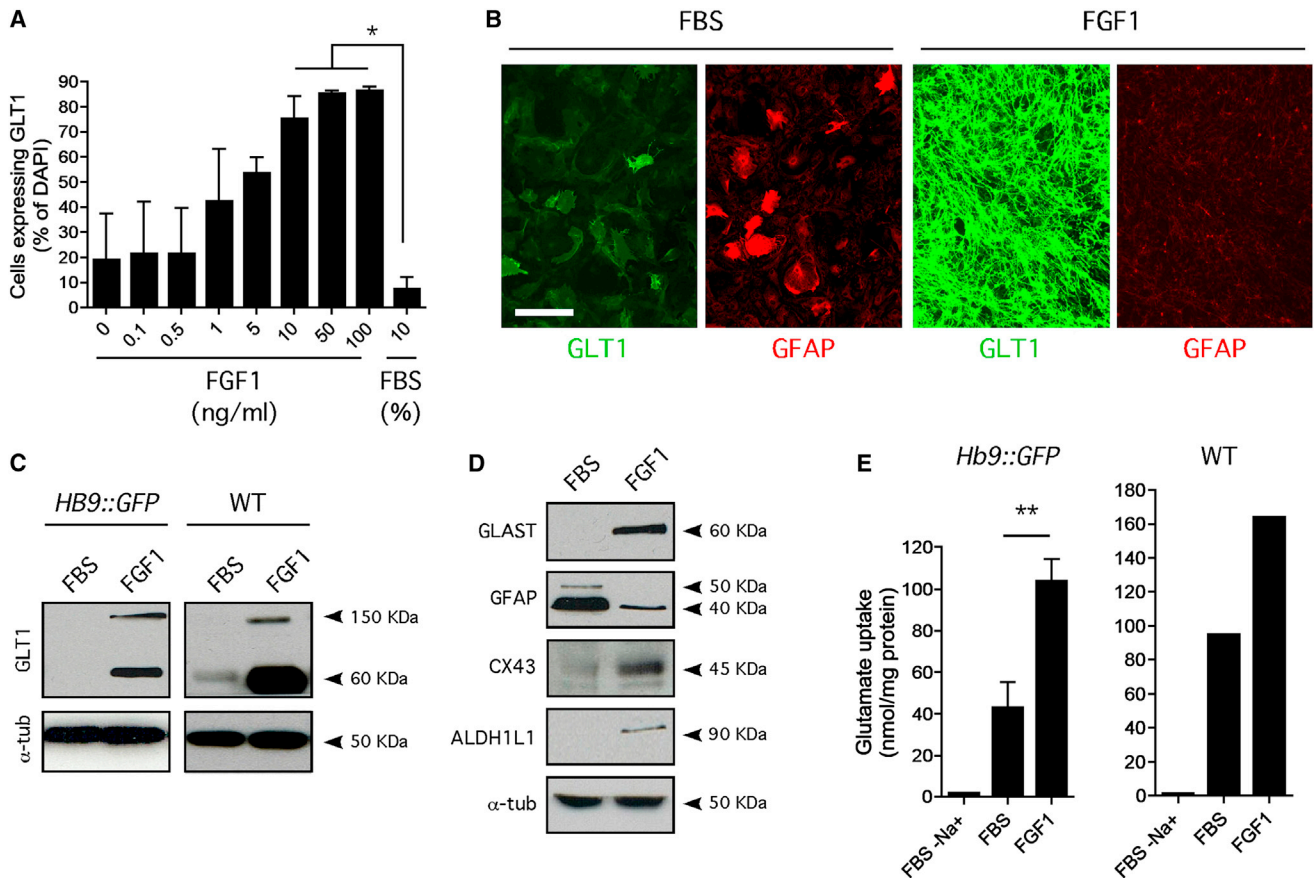 A
*
Cells expressing GLT1
(% of DAPI)
90
80
70
60
50
40
30
20
10
0
0 0.1 0.5 1 5 10 50 100 10
FGF1
(ng/ml)
FBS
(%)
B
FBS FGF1
GLT1 GFAP GLT1 GFAP
C
HB9::GFP WT
FBS FGF1 FBS FGF1
GLT1
150 KDa
60 KDa
α-tub
50 KDa
D
FBS FGF1
GLAST 60 KDa
GFAP 50 KDa
40 KDa
CX43 45 KDa
ALDH1L1 90 KDa
α-tub 50 KDa
E
Hb9::GFP WT
**
Glutamate uptake
(nmol/mg protein)
120
100
80
60
40
20
0
FBS -Na+ FBS FGF1
180
160
140
120
100
80
60
40
20
0
FBS -Na+ FBS FGF1